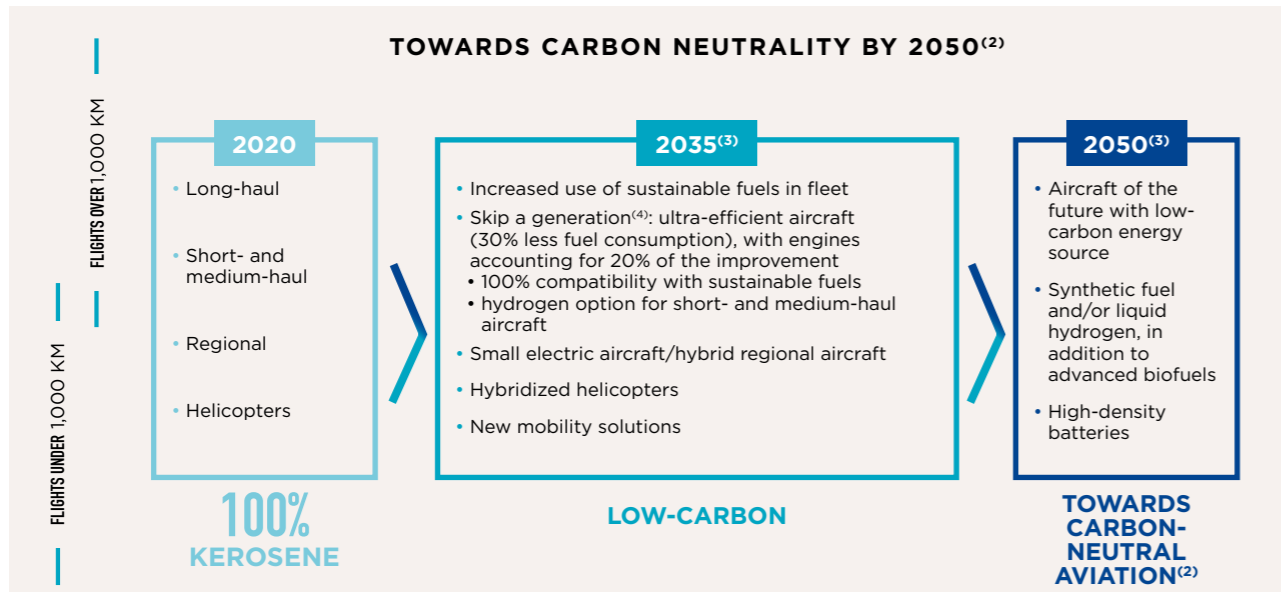 TOWARDS CARBON NEUTRALITY BY 2050(2)
FLIGHTS OVER 1,000 KM
FLIGHTS UNDER 1,000 KM
2020
• Long-haul
• Short- and
medium-haul
• Regional
• Helicopters
100%
KEROSENE
2035(3)
• Increased use of sustainable fuels in fleet
• Skip a generation(4): ultra-efficient aircraft
(30% less fuel consumption), with engines
accounting for 20% of the improvement
• 100% compatibility with sustainable fuels
• hydrogen option for short- and medium-haul
aircraft
• Small electric aircraft/hybrid regional aircraft
• Hybridized helicopters
• New mobility solutions
LOW-CARBON
2050(3)
• Aircraft of the
future with low-
carbon energy
source
• Synthetic fuel
and/or liquid
hydrogen, in
addition to
advanced biofuels
• High-density
batteries
TOWARDS
CARBON-
NEUTRAL
AVIATION(2)